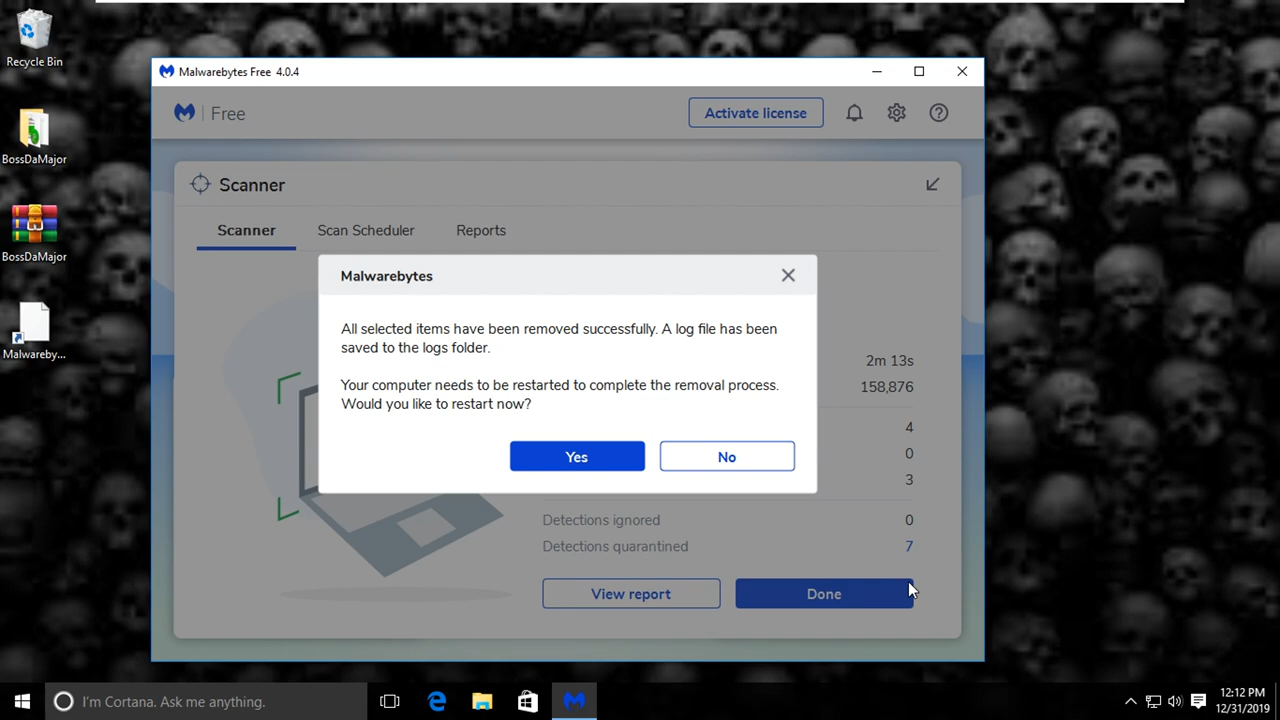 Recycle Bin
BossDaMajor
BossDaMajor
Malwareby...
Malwarebytes Free 4.0.4
Free
Activate license
Scanner
Scanner
Scan Scheduler
Reports
Malwarebytes
All selected items have been removed successfully. A log file has been
saved to the logs folder.
Your computer needs to be restarted to complete the removal process.
Would you like to restart now?
Yes
No
2m 13s
158,876
4
0
3
Detections ignored 0
Detections quarantined 7
View report
Done
I'm Cortana. Ask me anything.
12:12 PM
12/31/2019